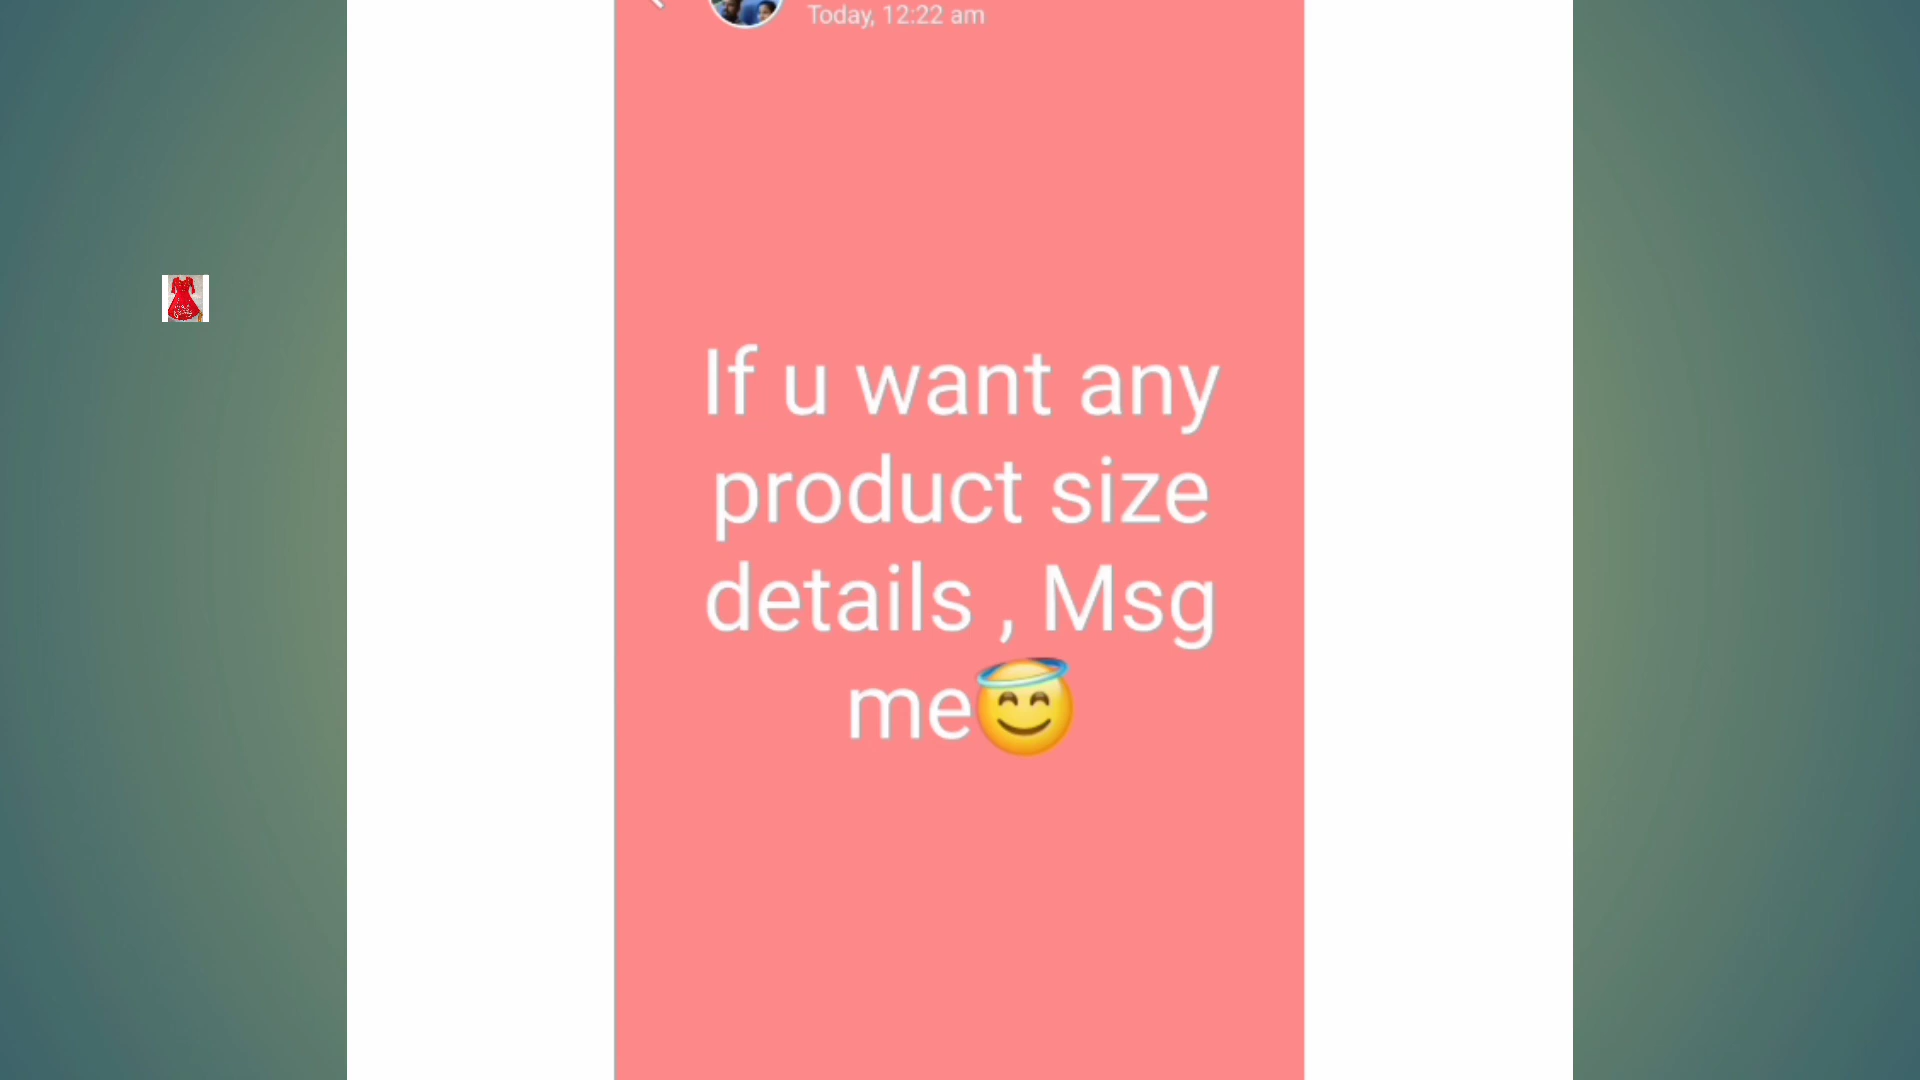 Today, 12:22 am
If u want any
product size
details , Msg
me😇